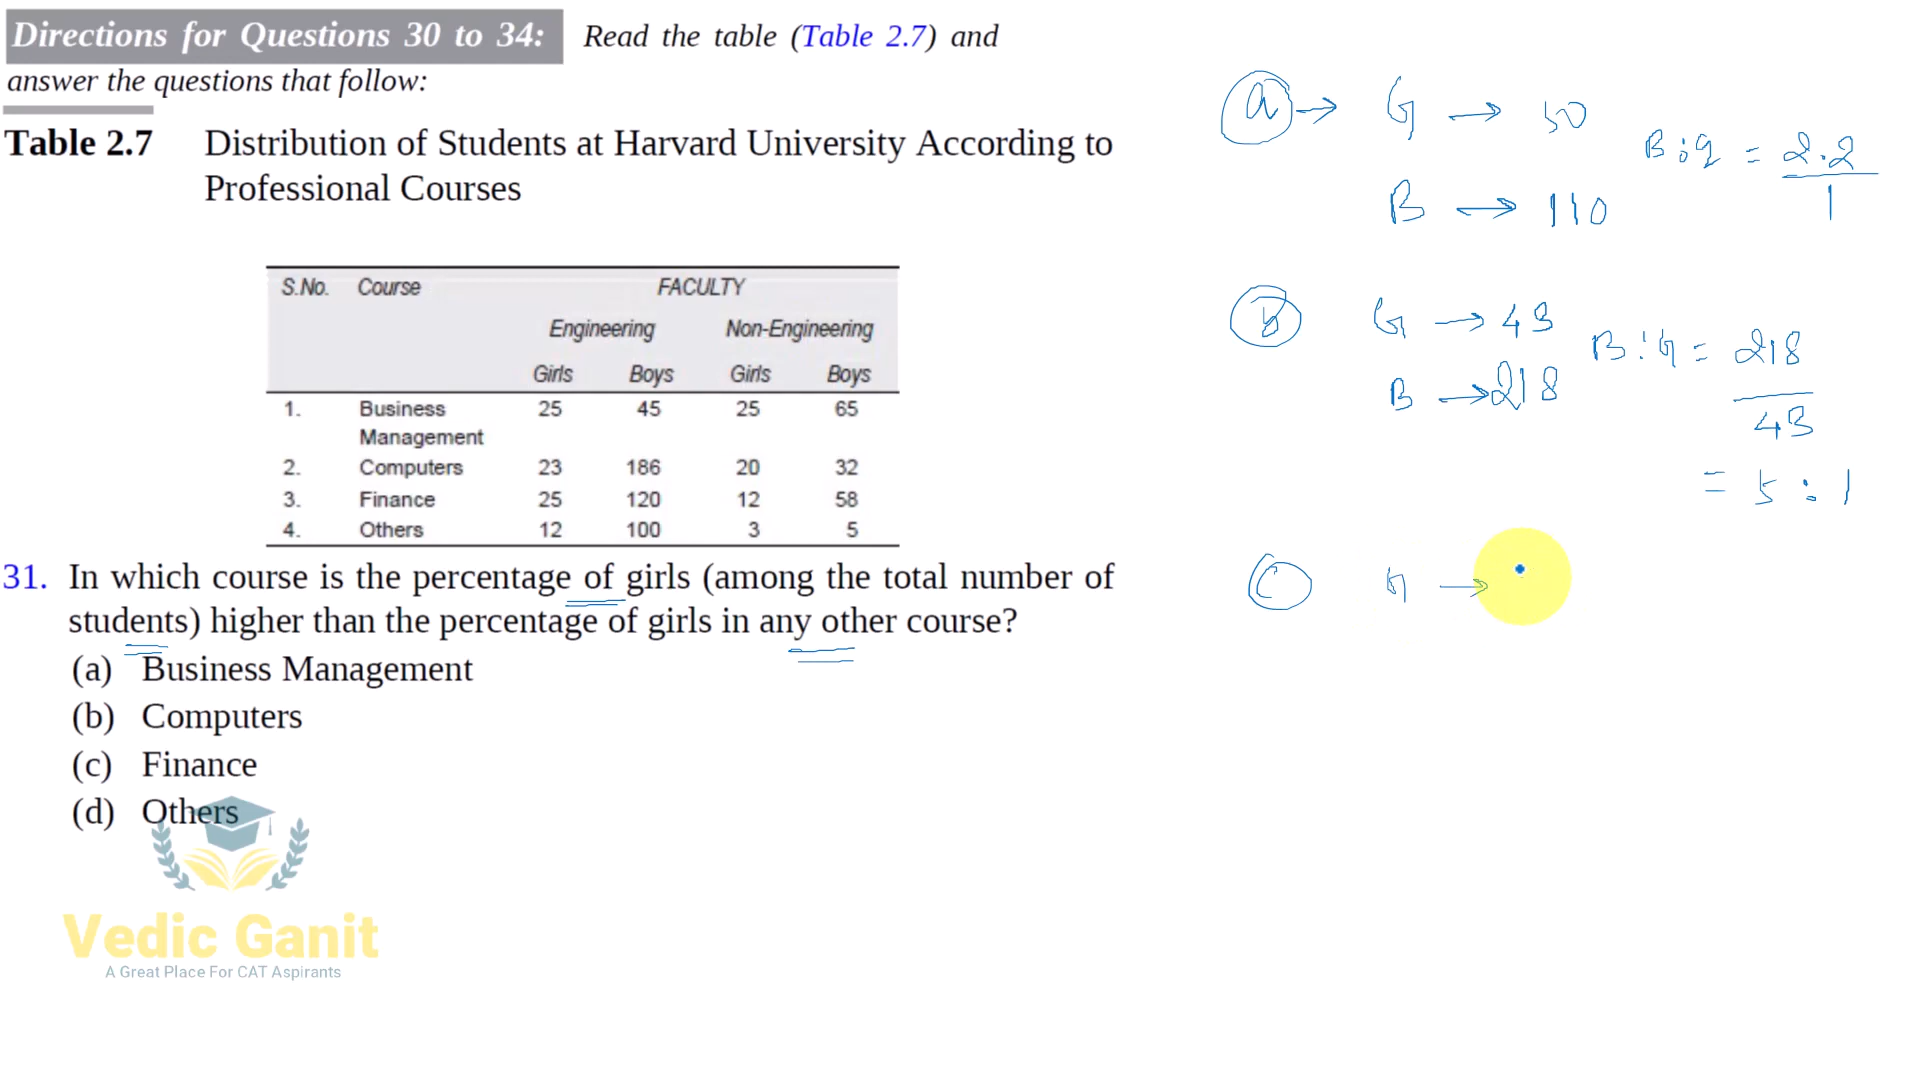 Directions for Questions 30 to 34: Read the table (Table 2.7) and
answer the questions that follow:
Table 2.7 Distribution of Students at Harvard University According to
Professional Courses
S.No. Course FACULTY
Engineering Non-Engineering
Girls Boys Girls Boys
1. Business 25 45 25 65
Management
2. Computers 23 186 20 32
3. Finance 25 120 12 58
4. Others 12 100 3 5
31. In which course is the percentage of girls (among the total number of
students) higher than the percentage of girls in any other course?
(a) Business Management
(b) Computers
(c) Finance
(d) Others
Vedic Ganit
A Great Place For CAT Aspirants
a → G → 50
B → 110
B : G = 2.2
1
b G → 43
B → 218
B : G = 218
43
= 5 : 1
C G →